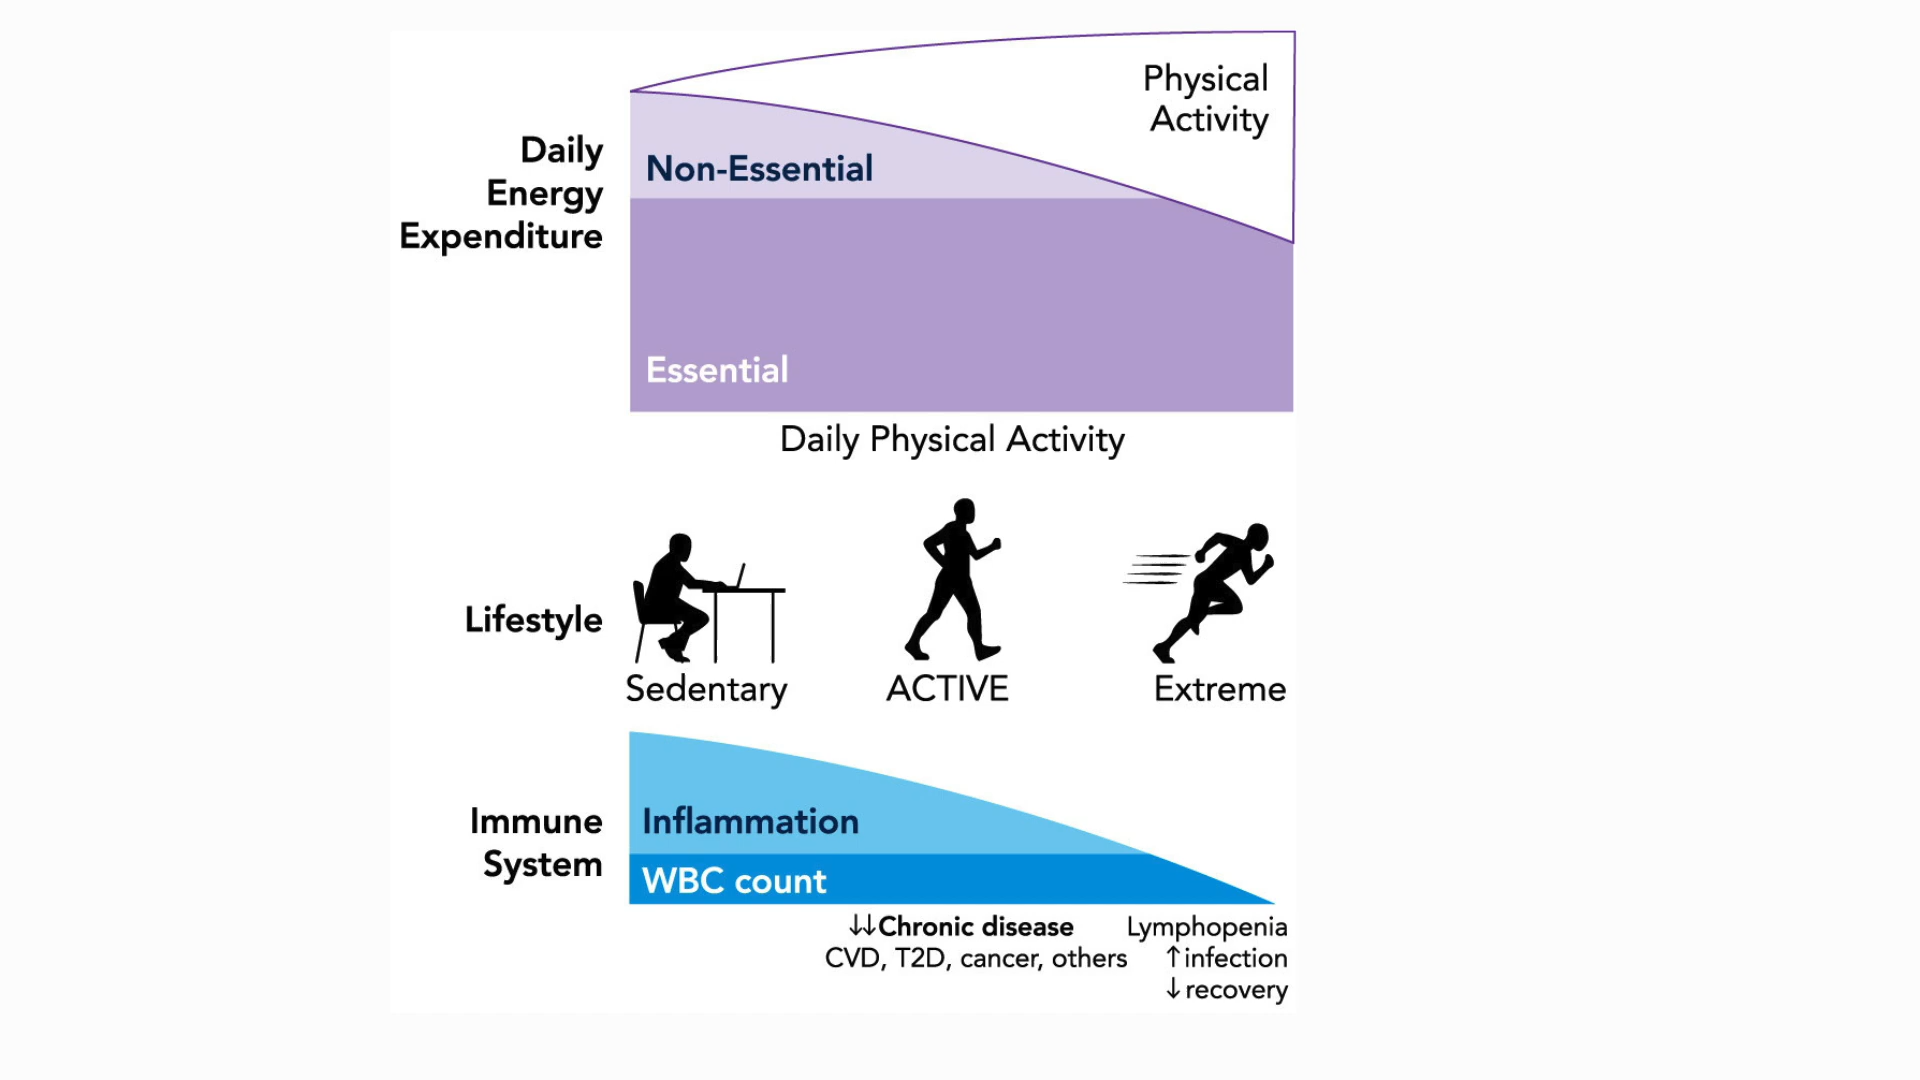 Physical
Activity
Daily
Energy
Expenditure
Non-Essential
Essential
Daily Physical Activity
Lifestyle
Sedentary
ACTIVE
Extreme
Immune
System
Inflammation
WBC count
↓↓Chronic disease
CVD, T2D, cancer, others
Lymphopenia
↑infection
↓recovery